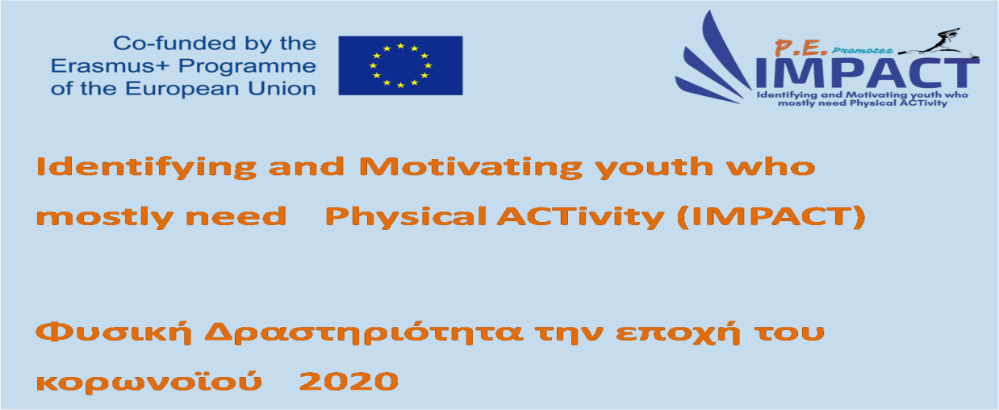 Co-funded by the
Erasmus+ Programme
of the European Union
P.E. Promotes
IMPACT
Identifying and Motivating youth who
mostly need Physical ACTivity
Identifying and Motivating youth who
mostly need Physical ACTivity (IMPACT)
Φυσική Δραστηριότητα την εποχή του
κορωνοϊού 2020